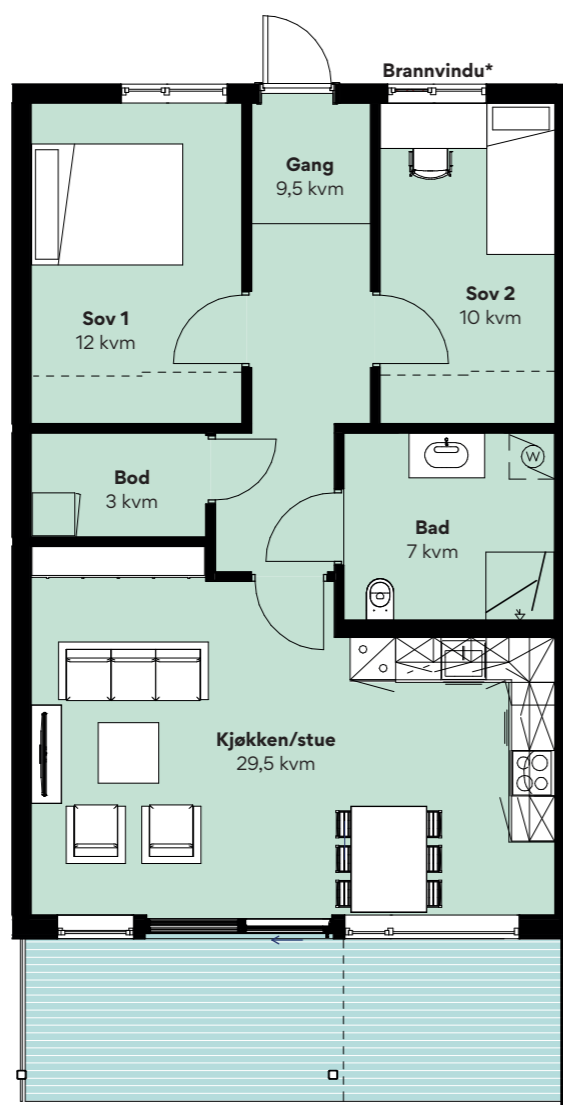 Brannvindu*
Gang
9,5 kvm
Sov 1
12 kvm
Sov 2
10 kvm
Bod
3 kvm
W
Bad
7 kvm
Kjøkken/stue
29,5 kvm